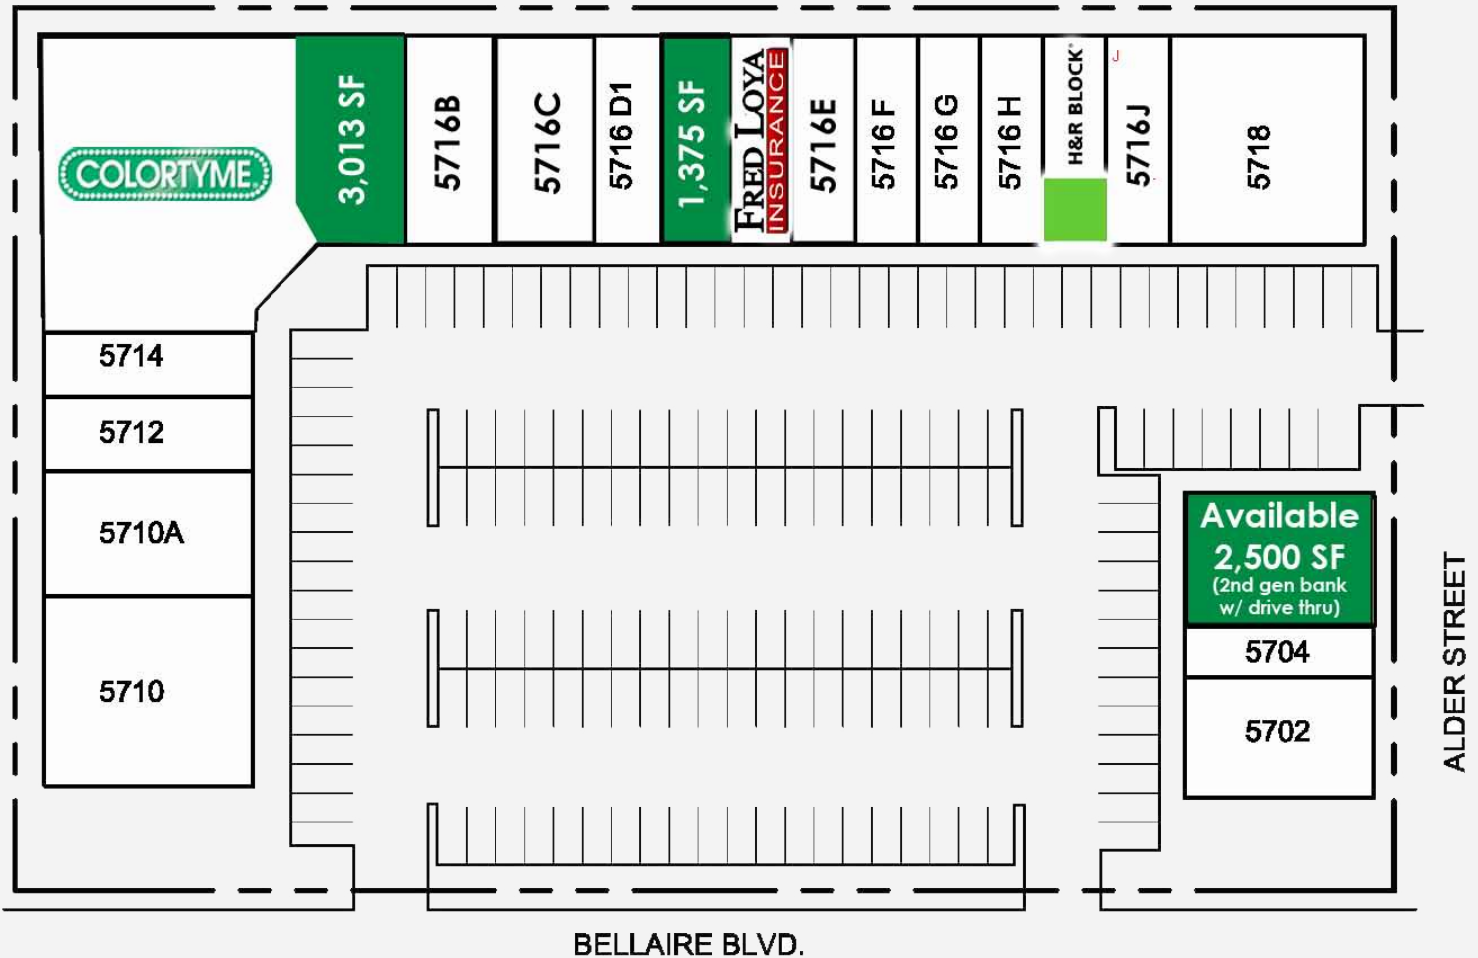 COLORTYME
3,013 SF
5716B
5716C
5716 D1
1,375 SF
FRED LOYA
INSURANCE
5716E
5716 F
5716 G
5716 H
H&R BLOCK®
J
5716J
5718
5714
5712
5710A
5710
Available
2,500 SF
(2nd gen bank
w/ drive thru)
5704
5702
ALDER STREET
BELLAIRE BLVD.